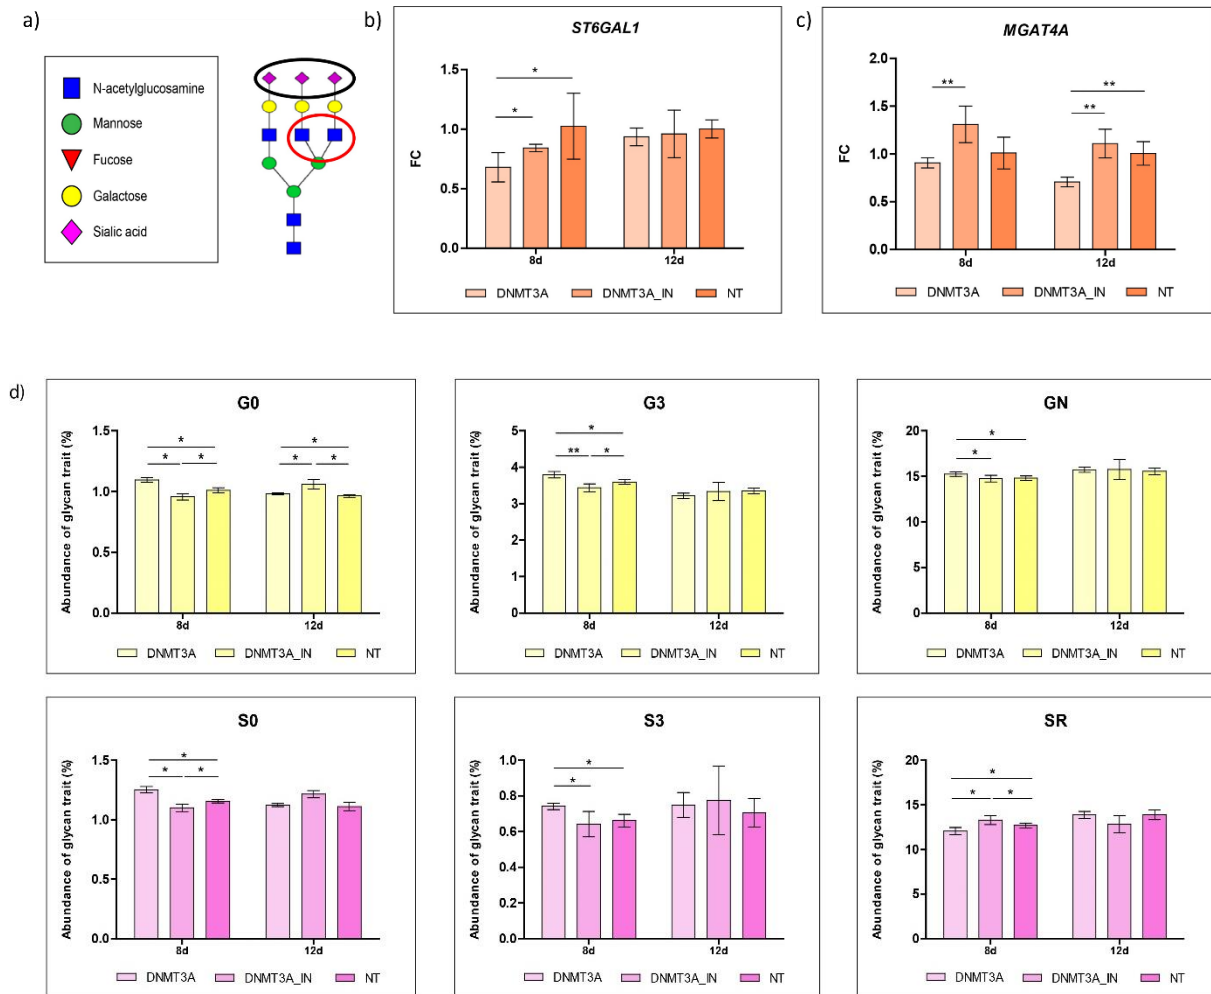 a)
N-acetylglucosamine
Mannose
Fucose
Galactose
Sialic acid
b)
ST6GAL1
FC
1.5
1.0
0.5
0.0
*
*
8d
12d
DNMT3A
DNMT3A_IN
NT
c)
MGAT4A
FC
2.0
1.5
1.0
0.5
0.0
**
**
**
8d
12d
DNMT3A
DNMT3A_IN
NT
d)
G0
Abundance of glycan trait (%)
1.5
1.0
0.5
0.0
*
* *
*
* *
8d
12d
DNMT3A
DNMT3A_IN
NT
G3
Abundance of glycan trait (%)
5
4
3
2
1
0
*
** *
8d
12d
DNMT3A
DNMT3A_IN
NT
GN
Abundance of glycan trait (%)
20
15
10
5
0
*
*
8d
12d
DNMT3A
DNMT3A_IN
NT
S0
Abundance of glycan trait (%)
1.5
1.0
0.5
0.0
*
* *
8d
12d
DNMT3A
DNMT3A_IN
NT
S3
Abundance of glycan trait (%)
1.0
0.8
0.6
0.4
0.2
0.0
*
*
8d
12d
DNMT3A
DNMT3A_IN
NT
SR
Abundance of glycan trait (%)
20
15
10
5
0
*
* *
8d
12d
DNMT3A
DNMT3A_IN
NT